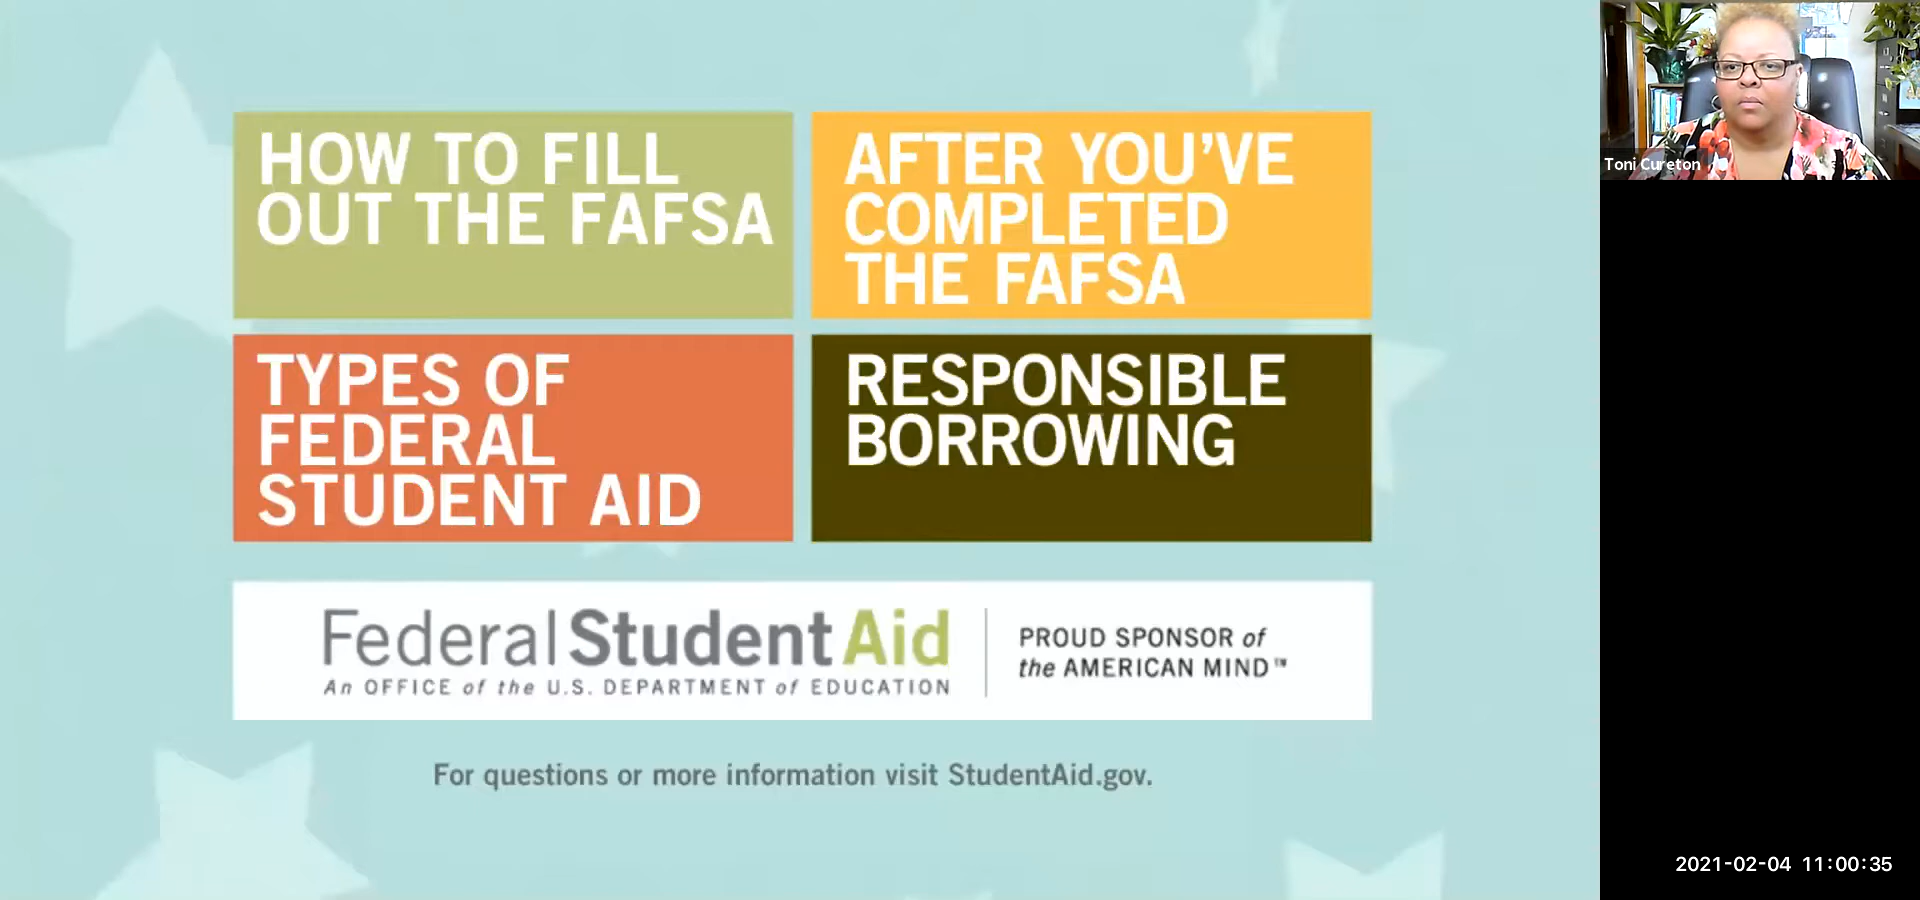 HOW TO FILL
OUT THE FAFSA
AFTER YOU'VE
COMPLETED
THE FAFSA
TYPES OF
FEDERAL
STUDENT AID
RESPONSIBLE
BORROWING
Federal Student Aid
An OFFICE of the U.S. DEPARTMENT of EDUCATION
PROUD SPONSOR of
the AMERICAN MIND™
For questions or more information visit StudentAid.gov.
Toni Cureton
2021-02-04 11:00:35